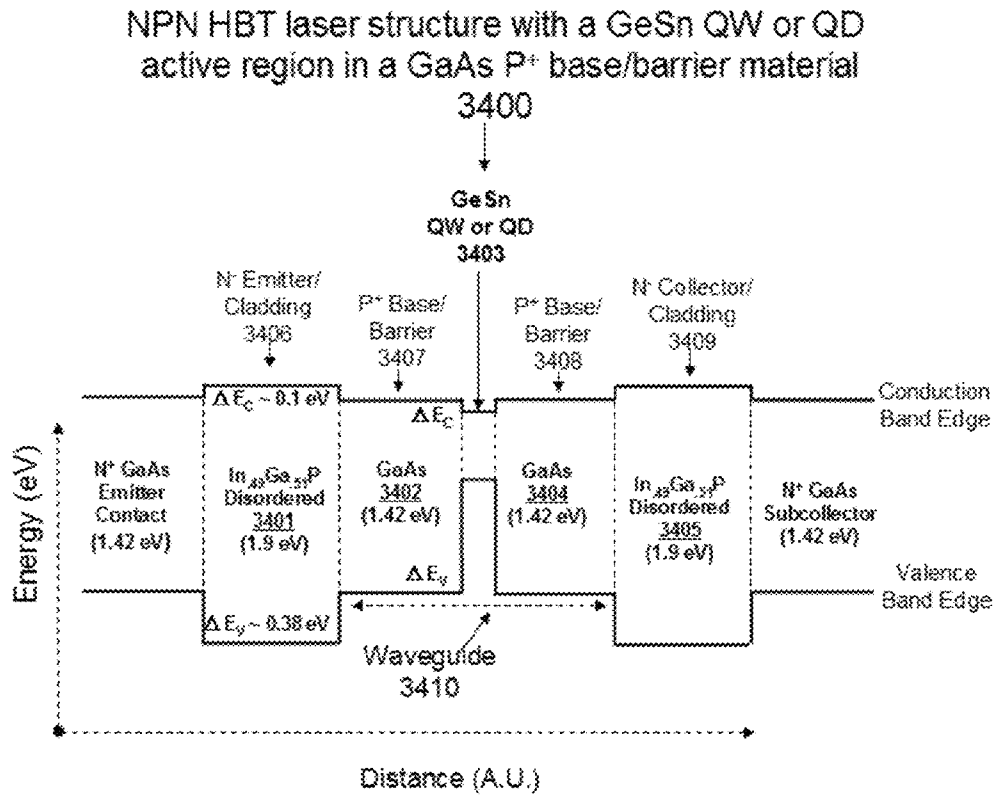 NPN HBT laser structure with a GeSn QW or QD
active region in a GaAs P+ base/barrier material
3400
GeSn
QW or QD
3403
N- Emitter/
Cladding
3406
P+ Base/
Barrier
3407
P+ Base/
Barrier
3408
N- Collector/
Cladding
3409
Δ EC ~ 0.1 eV
Δ EC
Conduction
Band Edge
N+ GaAs
Emitter
Contact
(1.42 eV)
In.49Ga.51P
Disordered
3401
(1.9 eV)
GaAs
3402
(1.42 eV)
GaAs
3404
(1.42 eV)
In.49Ga.51P
Disordered
3405
(1.9 eV)
N+ GaAs
Subcollector
(1.42 eV)
Δ EV
Valence
Band Edge
Δ EV ~ 0.38 eV
Waveguide
3410
Energy (eV)
Distance (A.U.)